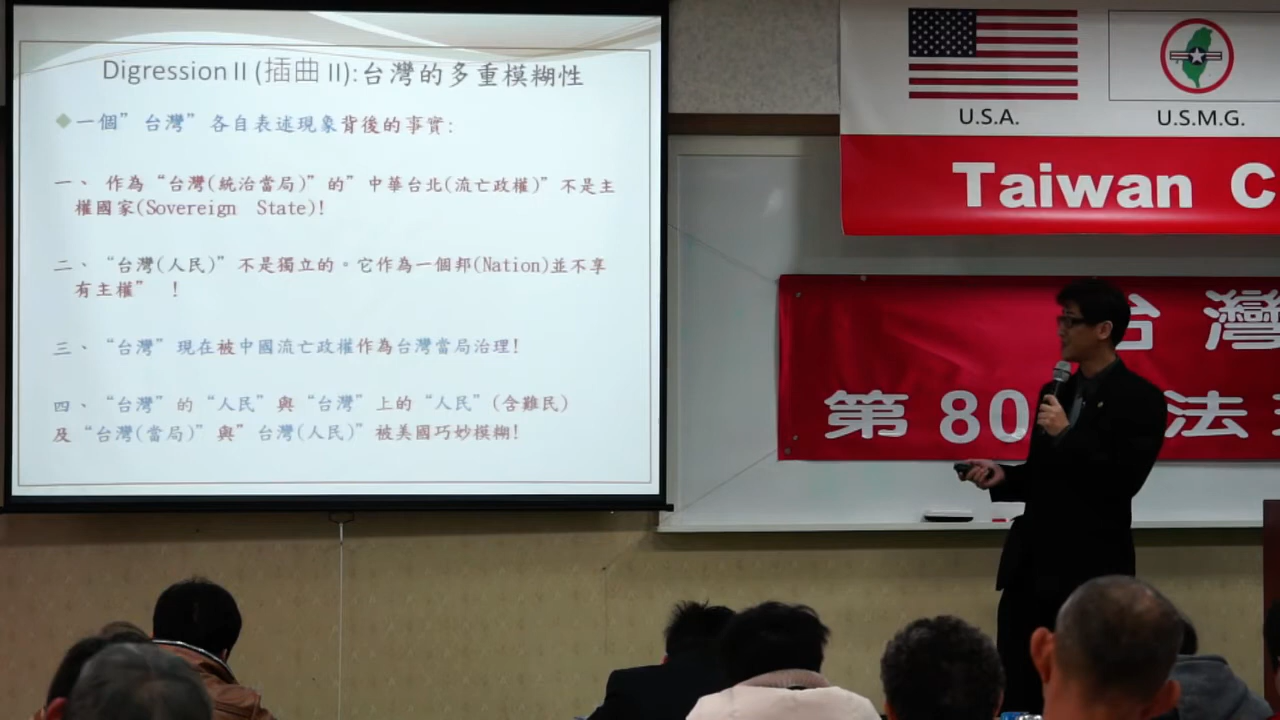 Digression II (插曲 II):台灣的多重模糊性
一個”台灣”各自表述現象背後的事實:
一、 作為“台灣(統治當局)”的”中華台北(流亡政權)”不是主
權國家(Sovereign State)!
二、“台灣(人民)”不是獨立的。它作為一個邦(Nation)並不享
有主權” !
三、“台灣”現在被中國流亡政權作為台灣當局治理!
四、“台灣”的“人民”與“台灣”上的“人民”(含難民)
及“台灣(當局)”與”台灣(人民)”被美國巧妙模糊!
U.S.A.
U.S.M.G.
Taiwan C
台灣
第80
法